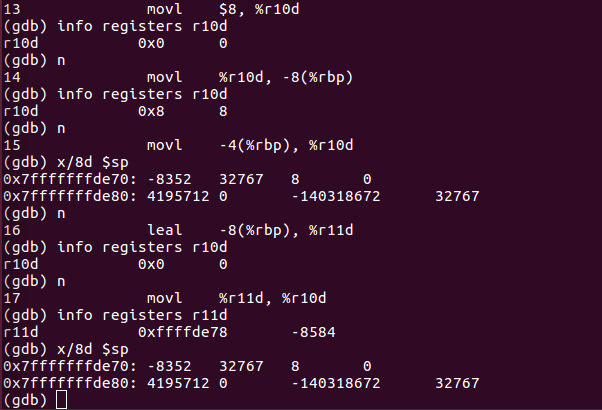 13 movl $8, %r10d
(gdb) info registers r10d
r10d 0x0 0
(gdb) n
14 movl %r10d, -8(%rbp)
(gdb) info registers r10d
r10d 0x8 8
(gdb) n
15 movl -4(%rbp), %r10d
(gdb) x/8d $sp
0x7fffffffde70: -8352 32767 8 0
0x7fffffffde80: 4195712 0 -140318672 32767
(gdb) n
16 leal -8(%rbp), %r11d
(gdb) info registers r10d
r10d 0x0 0
(gdb) n
17 movl %r11d, %r10d
(gdb) info registers r11d
r11d 0xffffde78 -8584
(gdb) x/8d $sp
0x7fffffffde70: -8352 32767 8 0
0x7fffffffde80: 4195712 0 -140318672 32767
(gdb)